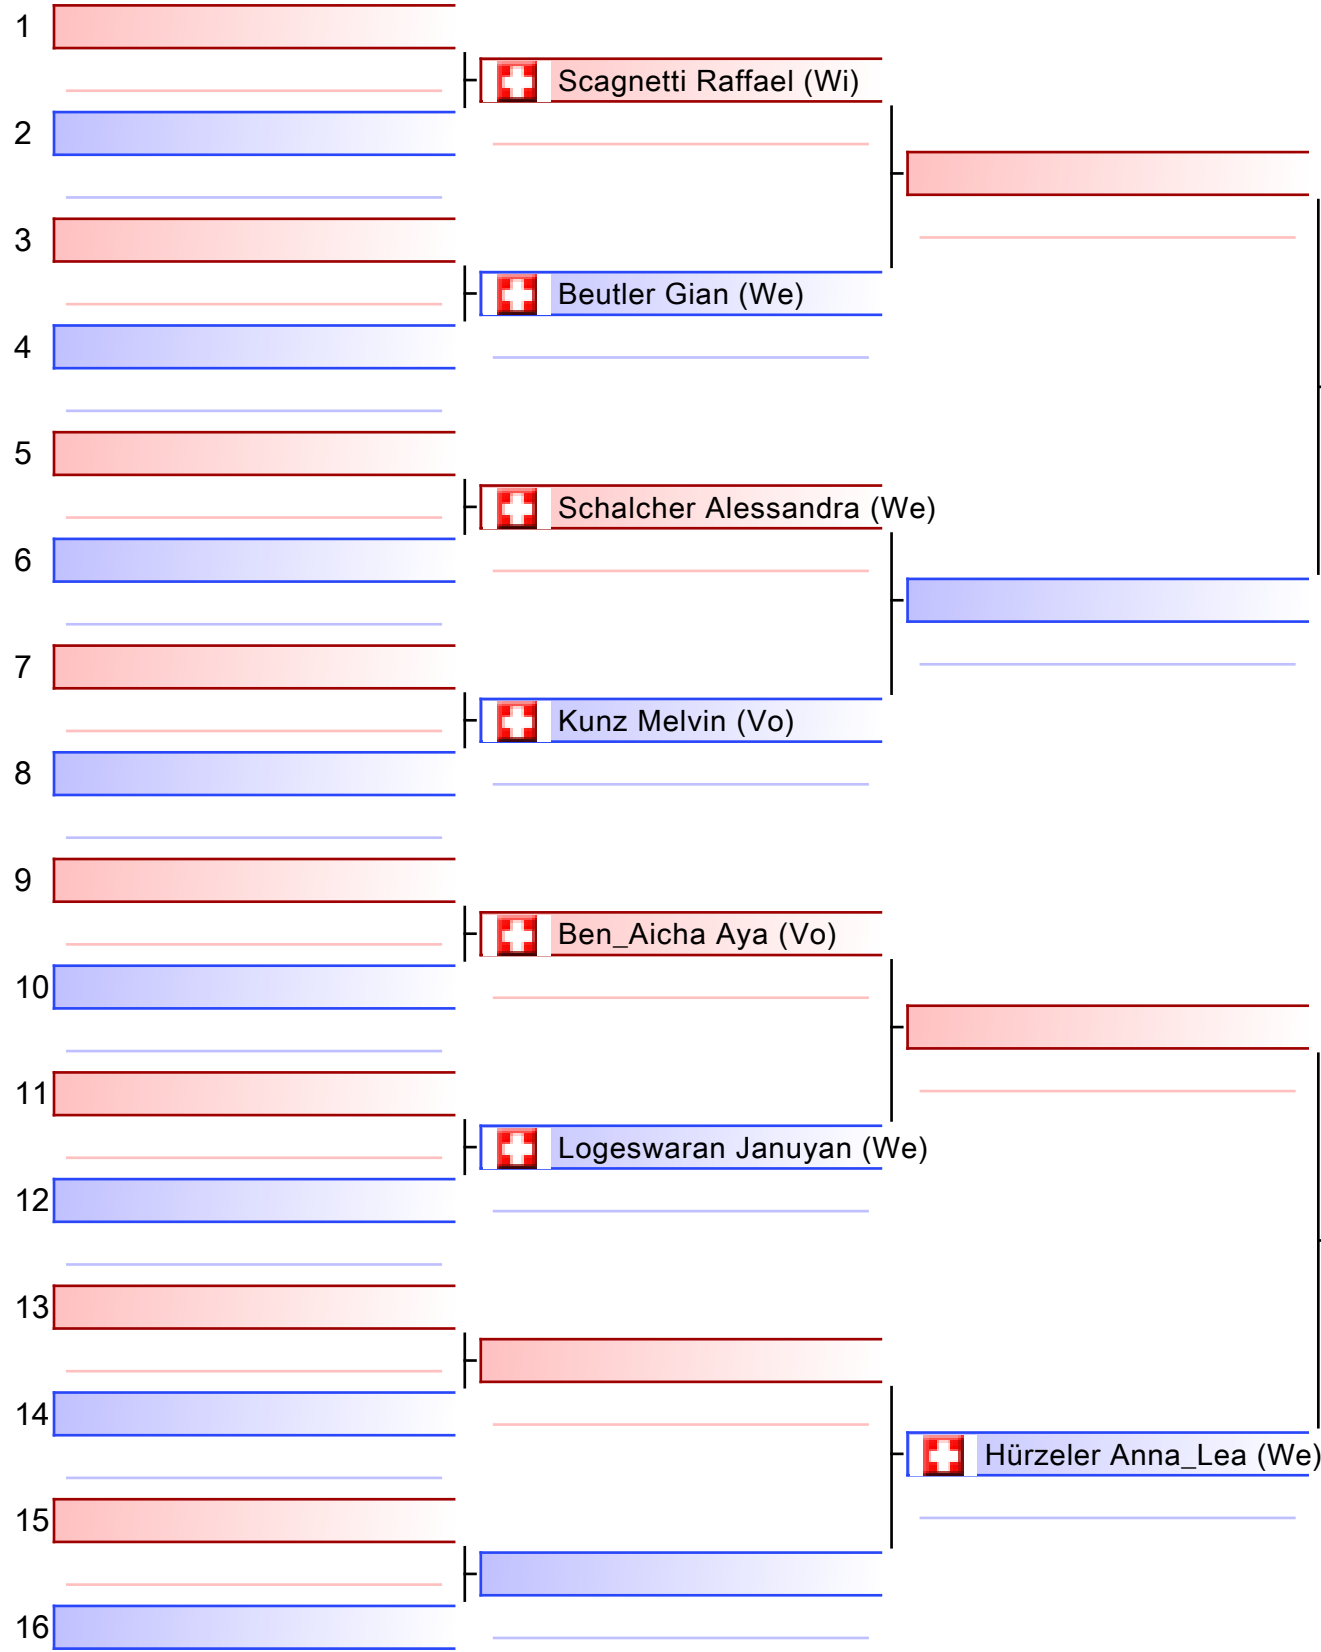 1
Scagnetti Raffael (Wi)
2
3
Beutler Gian (We)
4
5
Schalcher Alessandra (We)
6
7
Kunz Melvin (Vo)
8
9
Ben_Aicha Aya (Vo)
10
11
Logeswaran Januyan (We)
12
13
14
Hürzeler Anna_Lea (We)
15
16